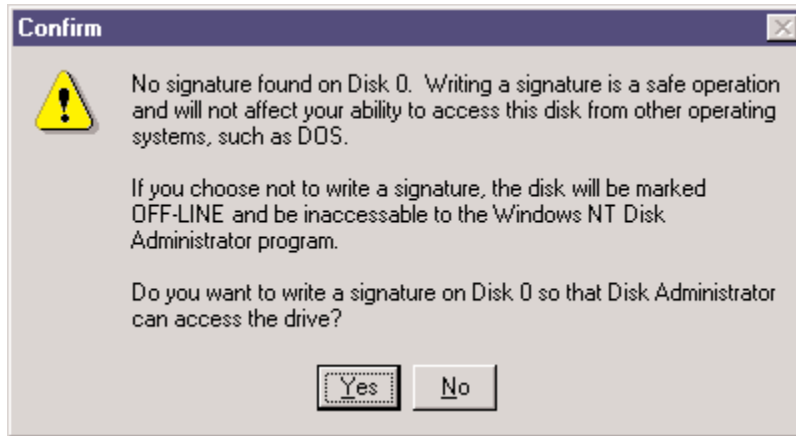 Confirm
No signature found on Disk 0.  Writing a signature is a safe operation
and will not affect your ability to access this disk from other operating
systems, such as DOS.
If you choose not to write a signature, the disk will be marked
OFF-LINE and be inaccessable to the Windows NT Disk
Administrator program.
Do you want to write a signature on Disk 0 so that Disk Administrator
can access the drive?
Yes No